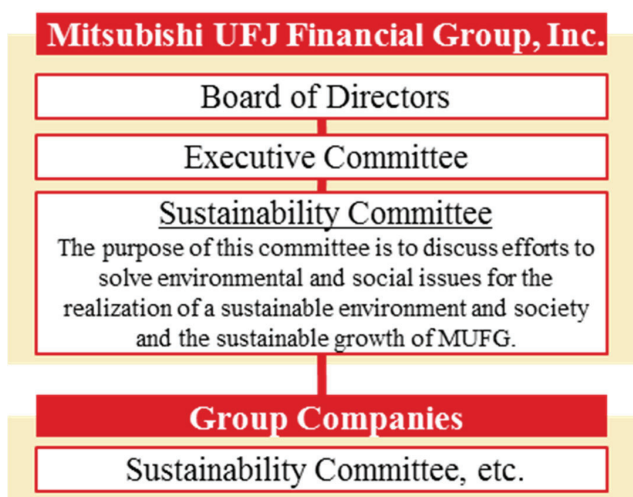 Mitsubishi UFJ Financial Group, Inc.
Board of Directors
Executive Committee
Sustainability Committee
The purpose of this committee is to discuss efforts to
solve environmental and social issues for the
realization of a sustainable environment and society
and the sustainable growth of MUFG.
Group Companies
Sustainability Committee, etc.